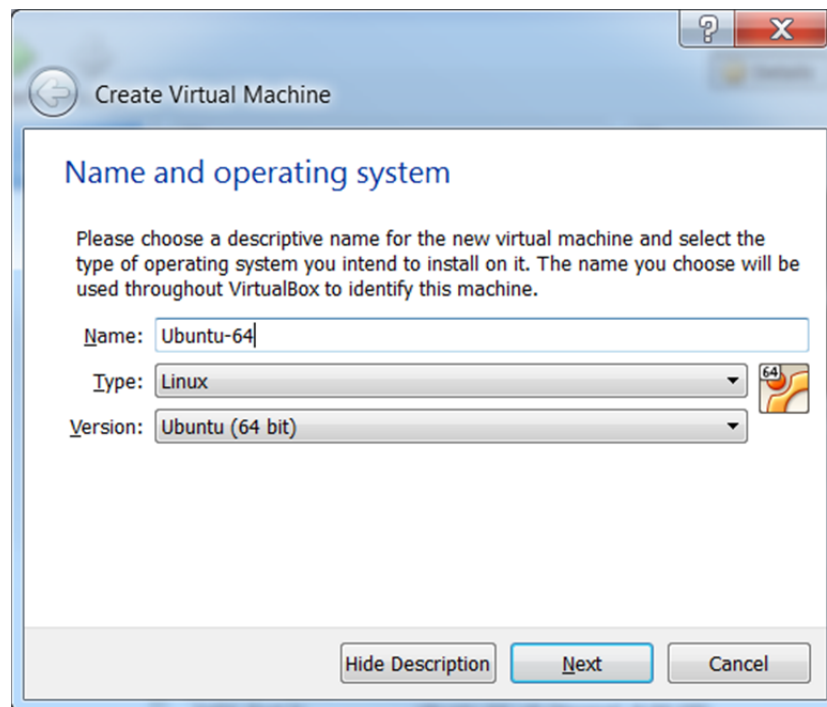 Create Virtual Machine
Name and operating system
Please choose a descriptive name for the new virtual machine and select the
type of operating system you intend to install on it. The name you choose will be
used throughout VirtualBox to identify this machine.
Name: Ubuntu-64
Type: Linux
64
Version: Ubuntu (64 bit)
Hide Description Next Cancel